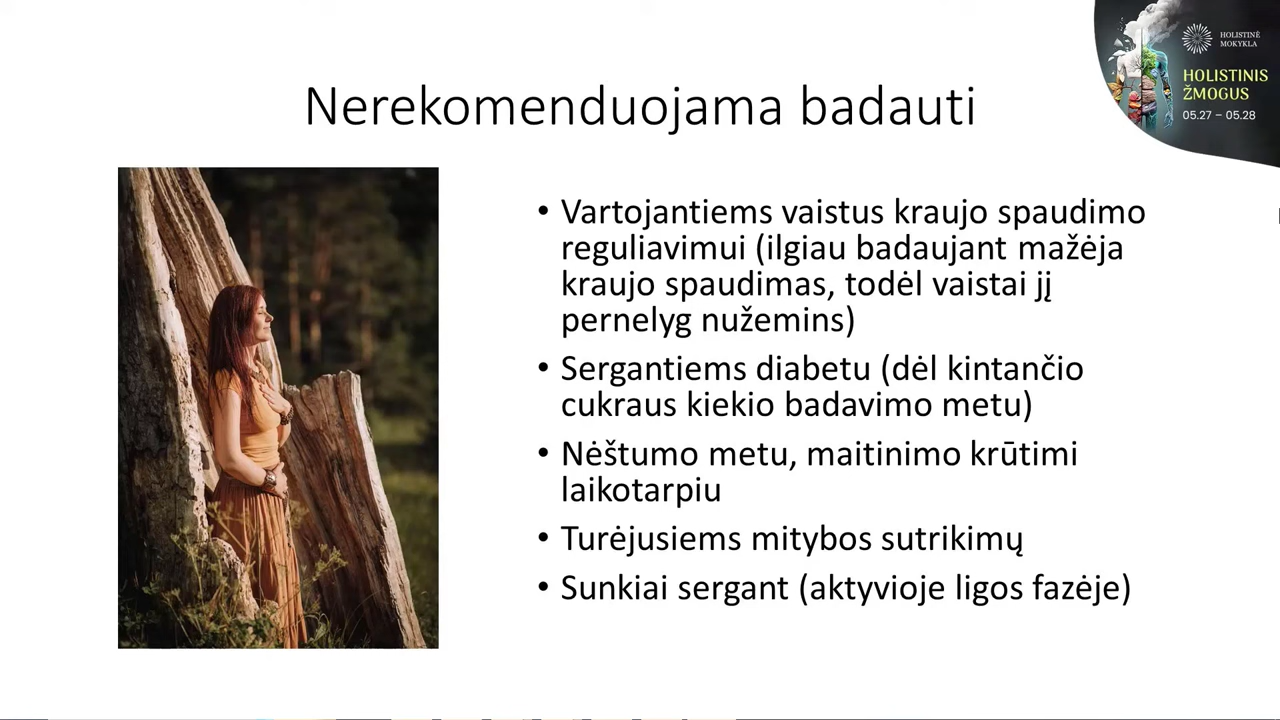 HOLISTINĖ
MOKYKLA
HOLISTINIS
ŽMOGUS
05.27 – 05.28
Nerekomenduojama badauti
• Vartojantiems vaistus kraujo spaudimo
reguliavimui (ilgiau badaujant mažėja
kraujo spaudimas, todėl vaistai jį
pernelyg nužemins)
• Sergantiems diabetu (dėl kintančio
cukraus kiekio badavimo metu)
• Nėštumo metu, maitinimo krūtimi
laikotarpiu
• Turėjusiems mitybos sutrikimų
• Sunkiai sergant (aktyvioje ligos fazėje)